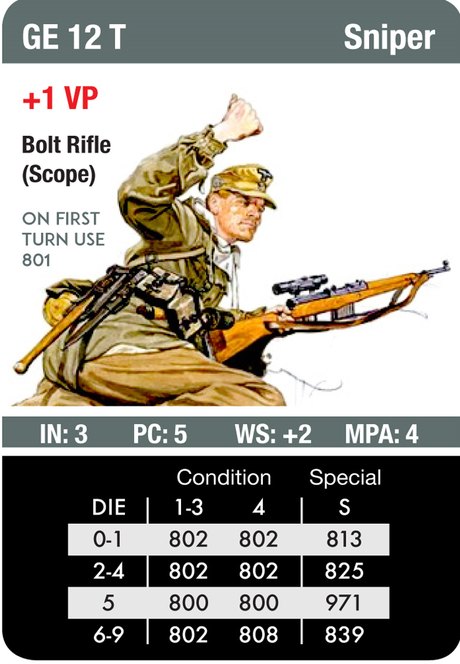 GE 12 T Sniper
+1 VP
Bolt Rifle
(Scope)
ON FIRST
TURN USE
801
IN: 3 PC: 5 WS: +2 MPA: 4
Condition Special
DIE 1-3 4 S
0-1 802 802 813
2-4 802 802 825
5 800 800 971
6-9 802 808 839